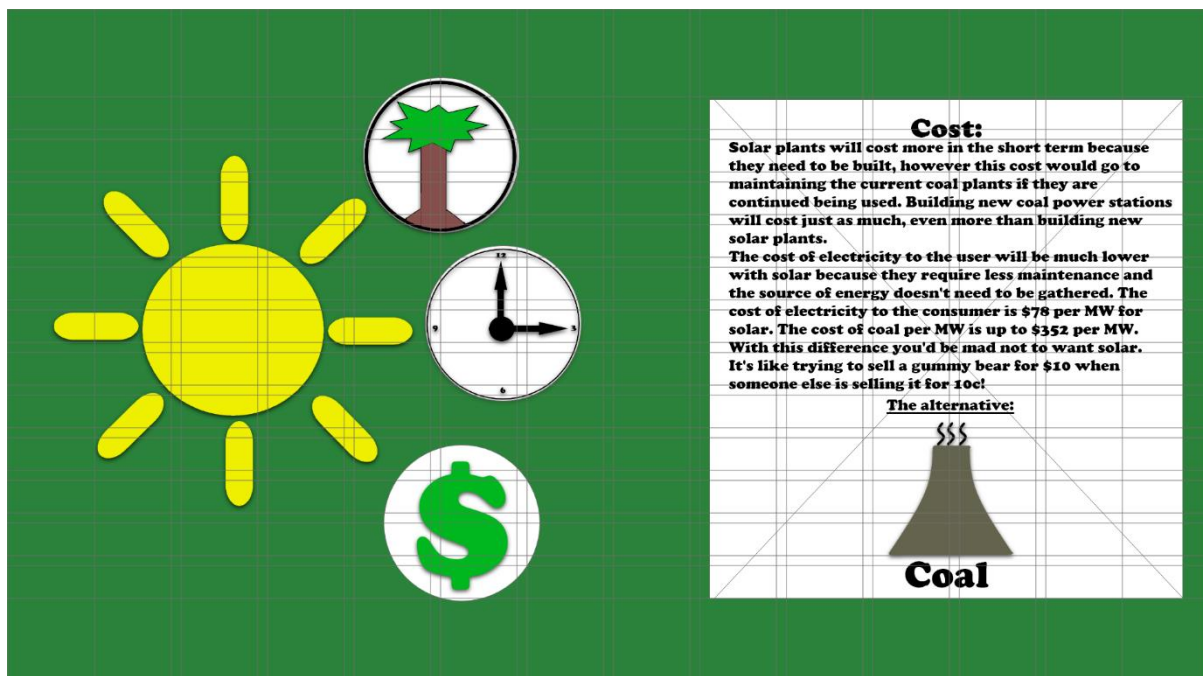 12
9
3
6
$
Cost:
Solar plants will cost more in the short term because
they need to be built, however this cost would go to
maintaining the current coal plants if they are
continued being used. Building new coal power stations
will cost just as much, even more than building new
solar plants.
The cost of electricity to the user will be much lower
with solar because they require less maintenance and
the source of energy doesn't need to be gathered. The
cost of electricity to the consumer is $78 per MW for
solar. The cost of coal per MW is up to $352 per MW.
With this difference you'd be mad not to want solar.
It's like trying to sell a gummy bear for $10 when
someone else is selling it for 10c!
The alternative:
Coal